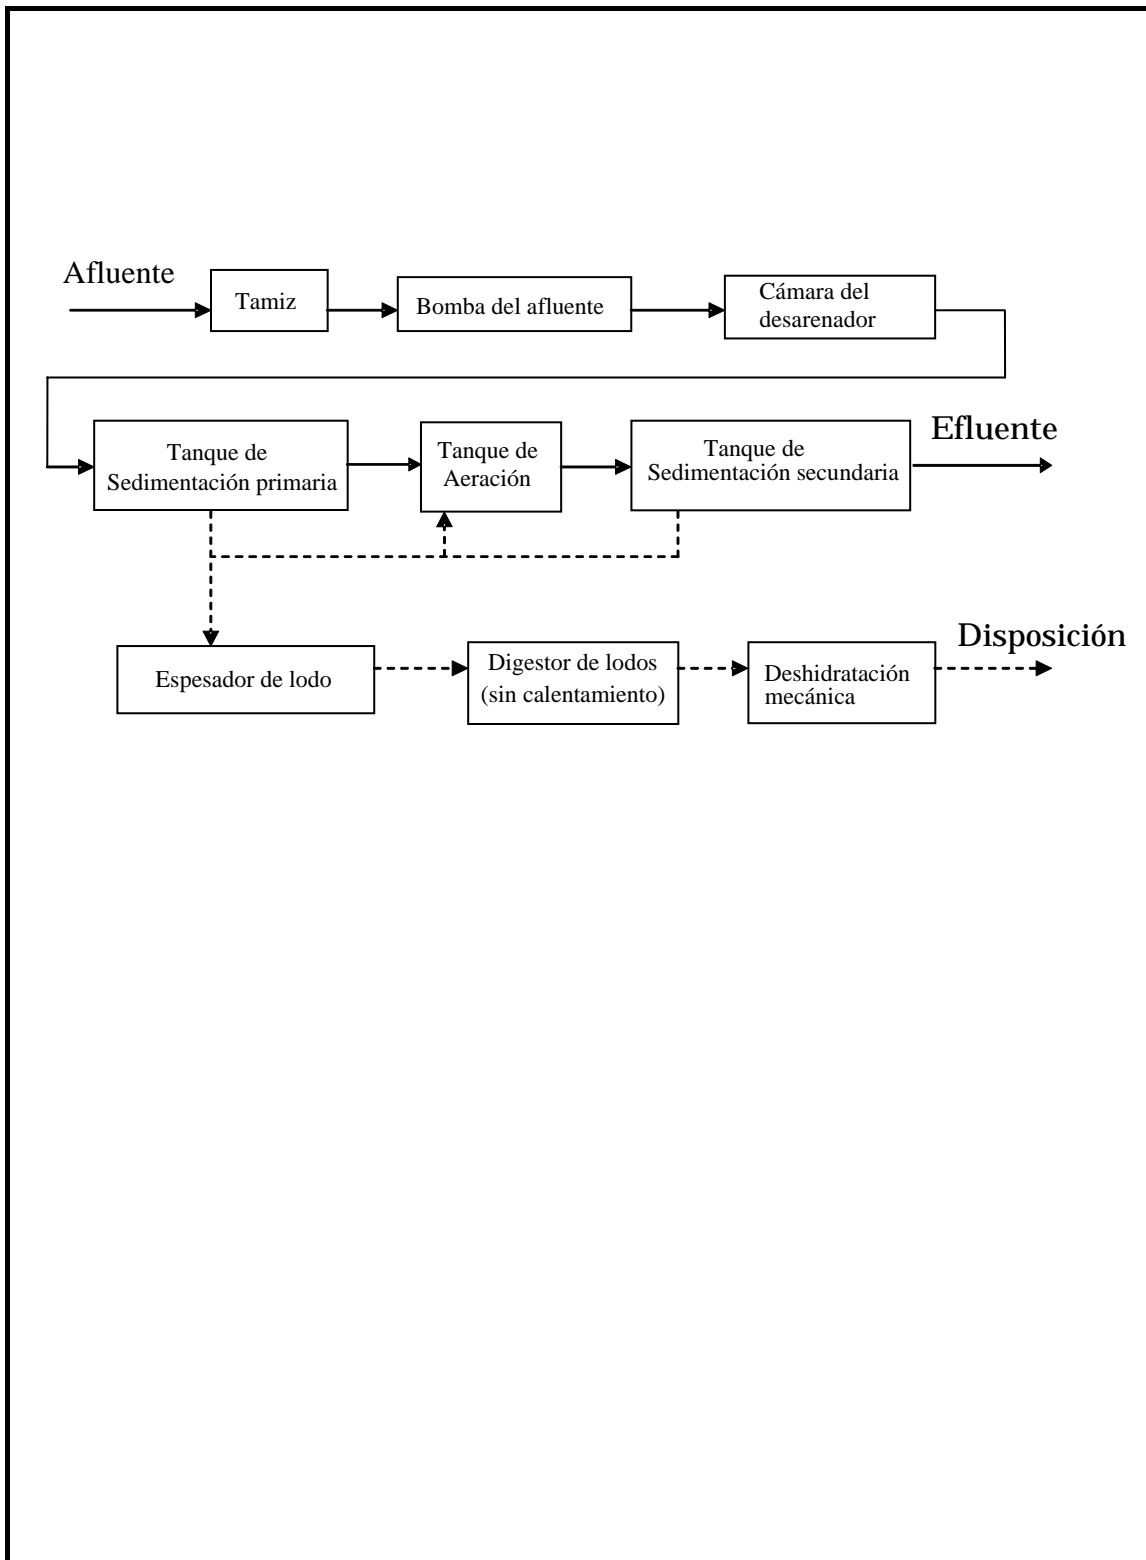 Afluente
Tamiz
Bomba del afluente
Cámara del
desarenador
Tanque de
Sedimentación primaria
Tanque de
Aeración
Tanque de
Sedimentación secundaria
Efluente
Espesador de lodo
Digestor de lodos
(sin calentamiento)
Deshidratación
mecánica
Disposición